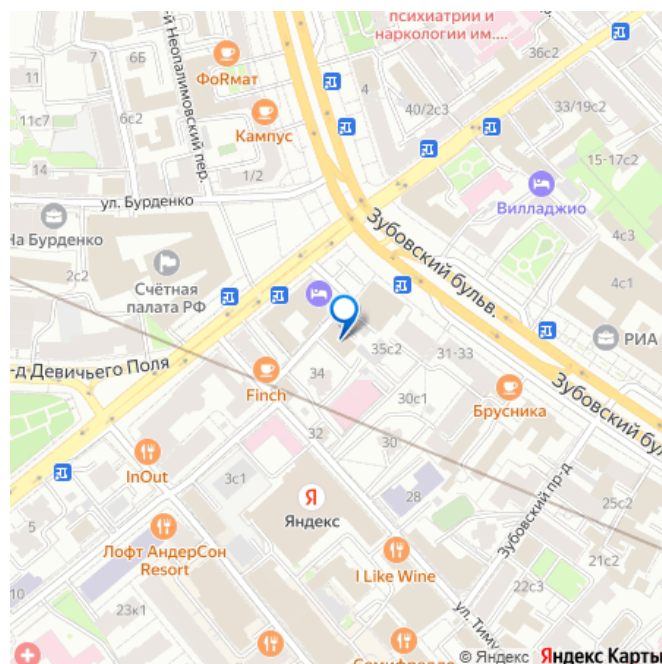 психиатрии и
наркологии им....
й Неопалимовский пер.
7
6Б
11
ФоRмат
4
36с2
40/2с3
33/19с2
11с7
6с2
Кампус
15-17с2
14
1/2
ул. Бурденко
Вилладжио
На Бурденко
Зубовский бульв.
4с3
2с2
Счётная
палата РФ
4с1
РИА
35с2
31-33
-д Девичьего Поля
34
Finch
30с1
Брусника
Зубовский бул
32
30
InOut
3с1
Я
Яндекс
28
Зубовский пр-д
25с2
5
Лофт АндерСон
Resort
I Like Wine
21с2
22с3
23к1
ул. Тиму
© Яндекс Яндекс Карты